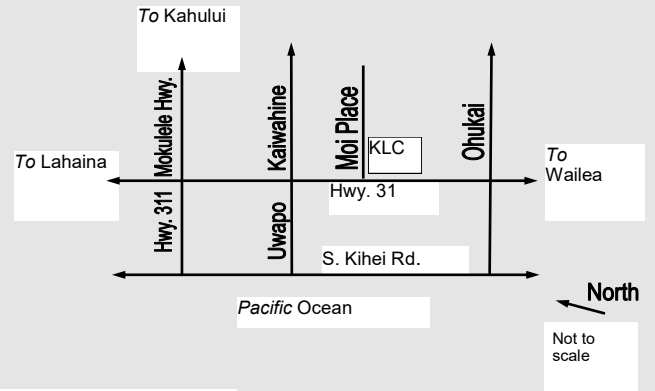 To Kahului
Mokulele Hwy.
Kaiwahine
Moi Place
KLC
Ohukai
To Lahaina
To
Wailea
Hwy. 31
Hwy. 311
Uwapo
S. Kihei Rd.
Pacific Ocean
North
Not to
scale